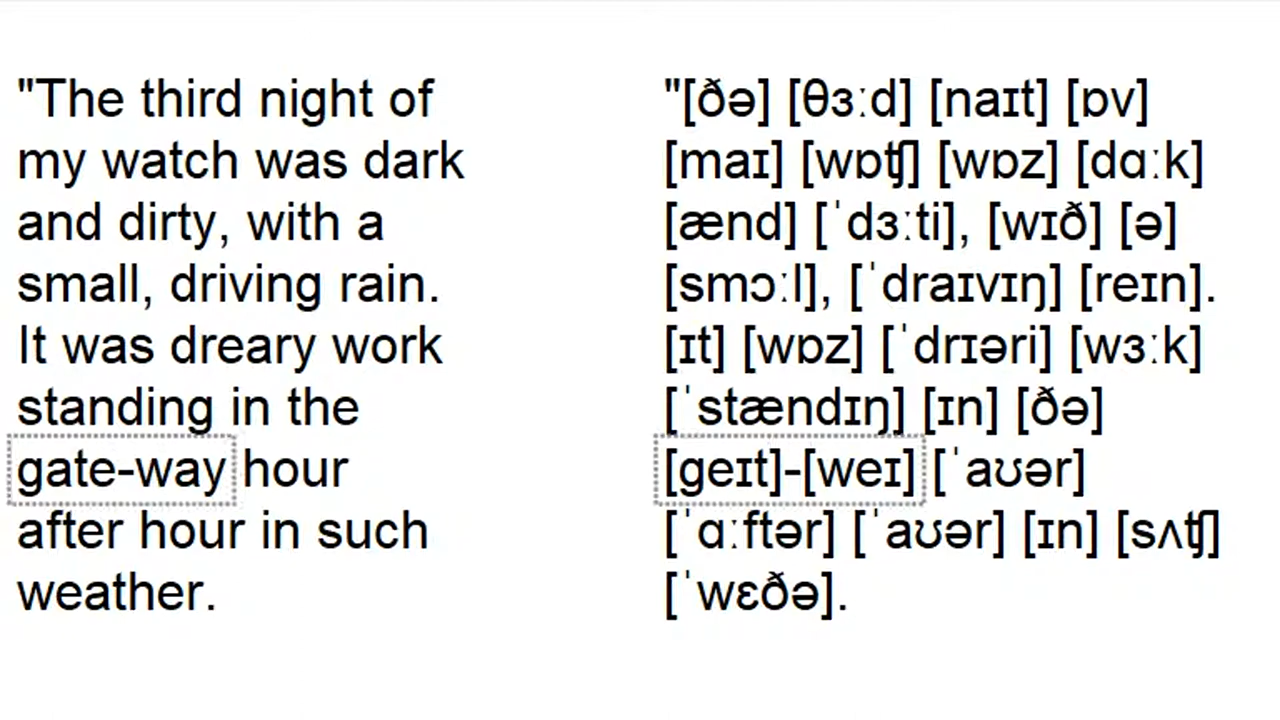 "The third night of
my watch was dark
and dirty, with a
small, driving rain.
It was dreary work
standing in the
gate-way hour
after hour in such
weather.
"[ðə] [θɜːd] [naɪt] [ɒv]
[maɪ] [wɒʧ] [wɒz] [dɑːk]
[ænd] [ˈdɜːti], [wɪð] [ə]
[smɔːl], [ˈdraɪvɪŋ] [reɪn].
[ɪt] [wɒz] [ˈdrɪəri] [wɜːk]
[ˈstændɪŋ] [ɪn] [ðə]
[geɪt]-[weɪ] [ˈaʊər]
[ˈɑːftər] [ˈaʊər] [ɪn] [sʌʧ]
[ˈwɛðə].